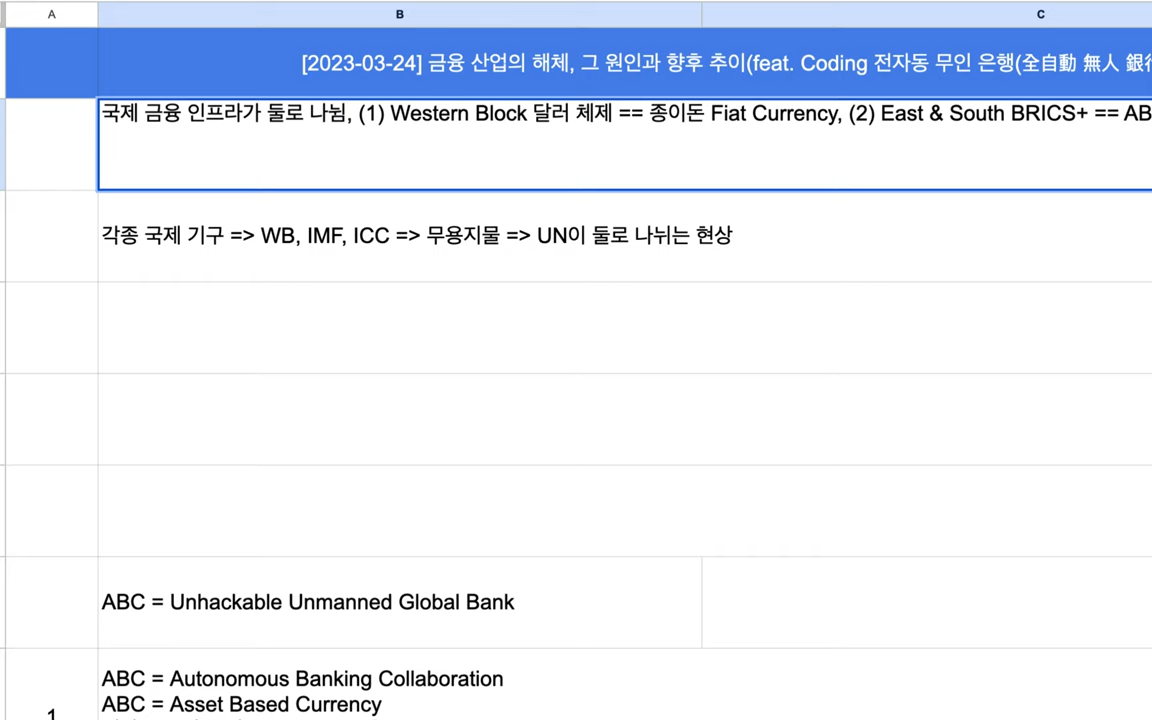 A
B
C
[2023-03-24] 금융 산업의 해체, 그 원인과 향후 추이(feat. Coding 전자동 무인 은행(全自動 無人 銀行
국제 금융 인프라가 둘로 나뉨, (1) Western Block 달러 체제 == 종이돈 Fiat Currency, (2) East & South BRICS+ == AB
각종 국제 기구 => WB, IMF, ICC => 무용지물 => UN이 둘로 나뉘는 현상
ABC = Unhackable Unmanned Global Bank
ABC = Autonomous Banking Collaboration
1
ABC = Asset Based Currency